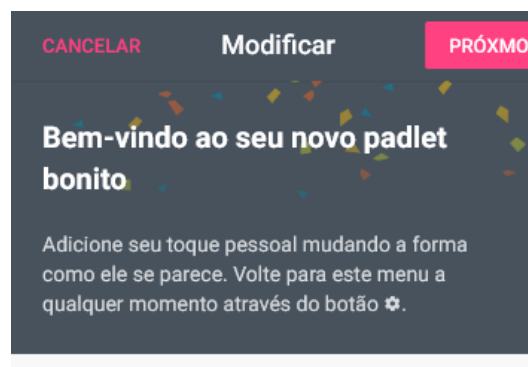 CANCELAR Modificar PRÓXMO
Bem-vindo ao seu novo padlet
bonito
Adicione seu toque pessoal mudando a forma
como ele se parece. Volte para este menu a
qualquer momento através do botão ⚙.